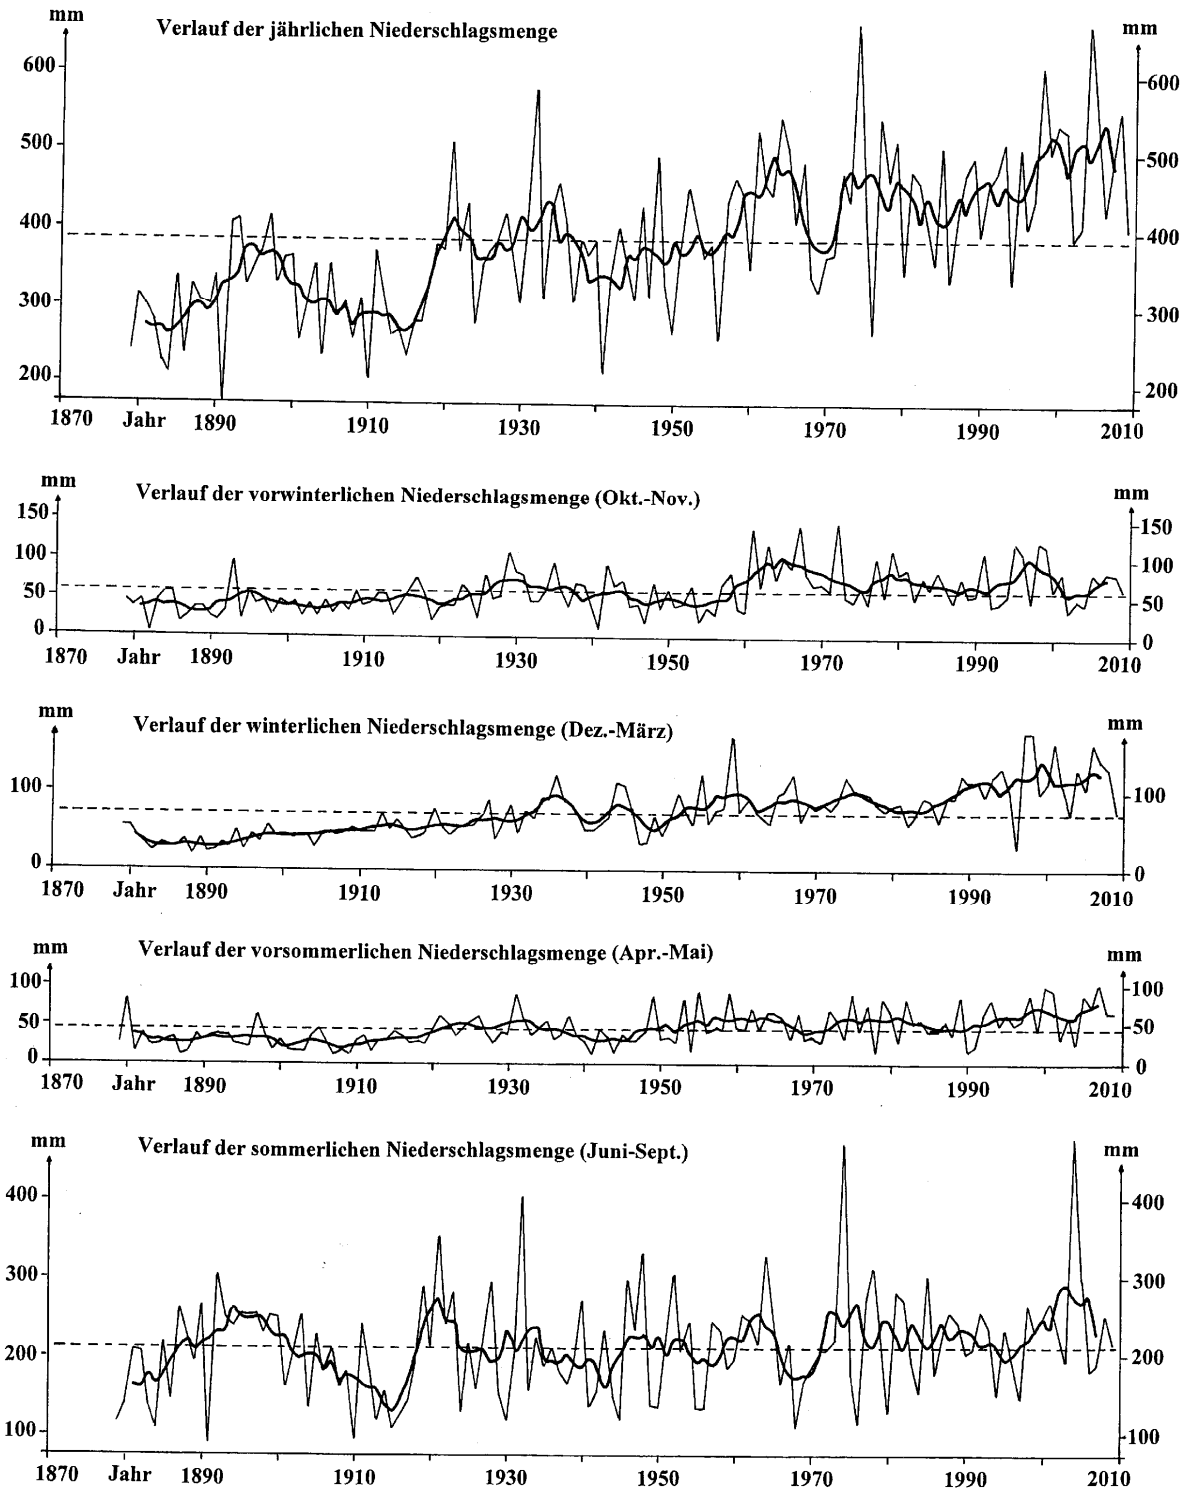 mm
Verlauf der jährlichen Niederschlagsmenge
mm
600
500
400
300
200
600
500
400
300
200
1870 Jahr 1890 1910 1930 1950 1970 1990 2010
mm
Verlauf der vorwinterlichen Niederschlagsmenge (Okt.-Nov.)
mm
150
100
50
0
150
100
50
0
1870 Jahr 1890 1910 1930 1950 1970 1990 2010
mm
Verlauf der winterlichen Niederschlagsmenge (Dez.-März)
mm
100
0
100
0
1870 Jahr 1890 1910 1930 1950 1970 1990 2010
mm
Verlauf der vorsommerlichen Niederschlagsmenge (Apr.-Mai)
mm
100
50
0
100
50
0
1870 Jahr 1890 1910 1930 1950 1970 1990 2010
mm
Verlauf der sommerlichen Niederschlagsmenge (Juni-Sept.)
mm
400
300
200
100
400
300
200
100
1870 Jahr 1890 1910 1930 1950 1970 1990 2010